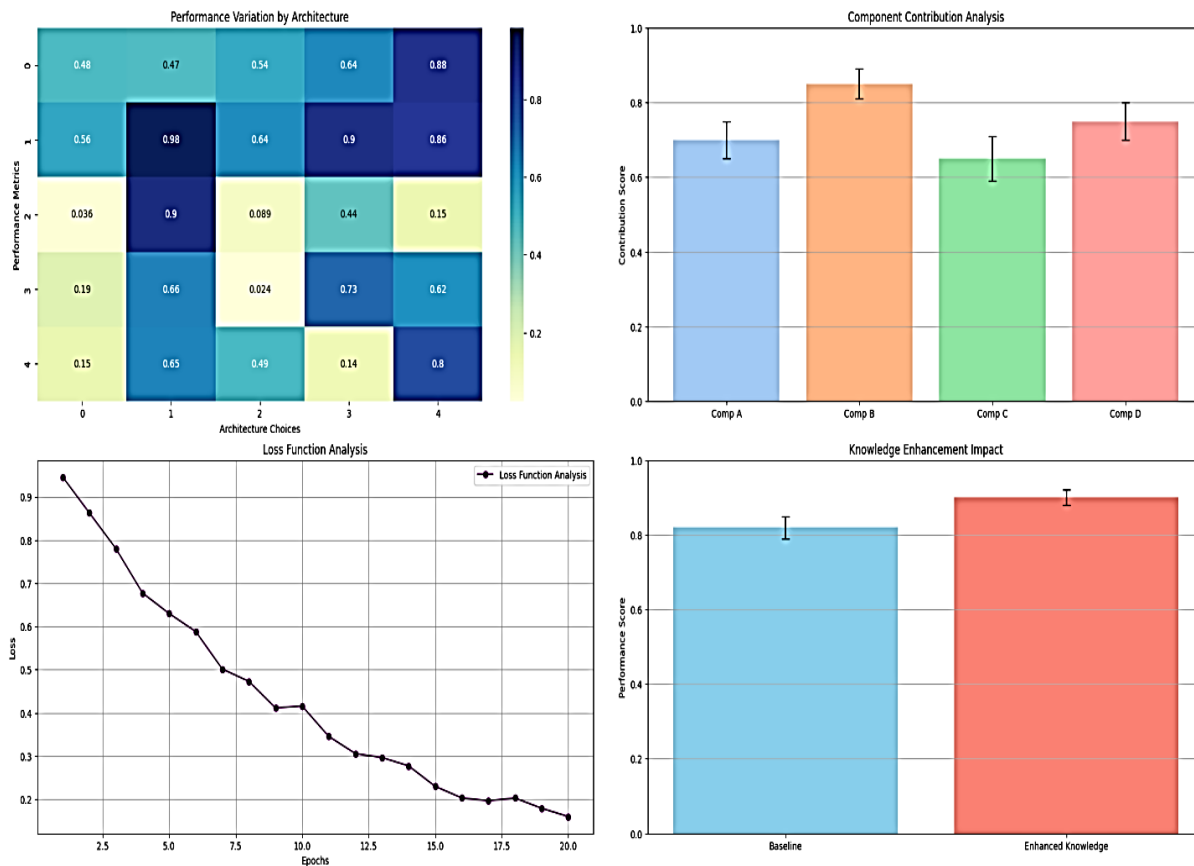 Performance Variation by Architecture
Performance Metrics
0 0.48 0.47 0.54 0.64 0.88
1 0.56 0.98 0.64 0.9 0.86
2 0.036 0.9 0.089 0.44 0.15
3 0.19 0.66 0.024 0.73 0.62
4 0.15 0.65 0.49 0.14 0.8
0 1 2 3 4
Architecture Choices
0.8
0.6
0.4
0.2
Component Contribution Analysis
Contribution Score
1.0
0.8
0.6
0.4
0.2
0.0
Comp A Comp B Comp C Comp D
Loss Function Analysis
Loss Function Analysis
Loss
0.9
0.8
0.7
0.6
0.5
0.4
0.3
0.2
2.5 5.0 7.5 10.0 12.5 15.0 17.5 20.0
Epochs
Knowledge Enhancement Impact
Performance Score
1.0
0.8
0.6
0.4
0.2
0.0
Baseline Enhanced Knowledge